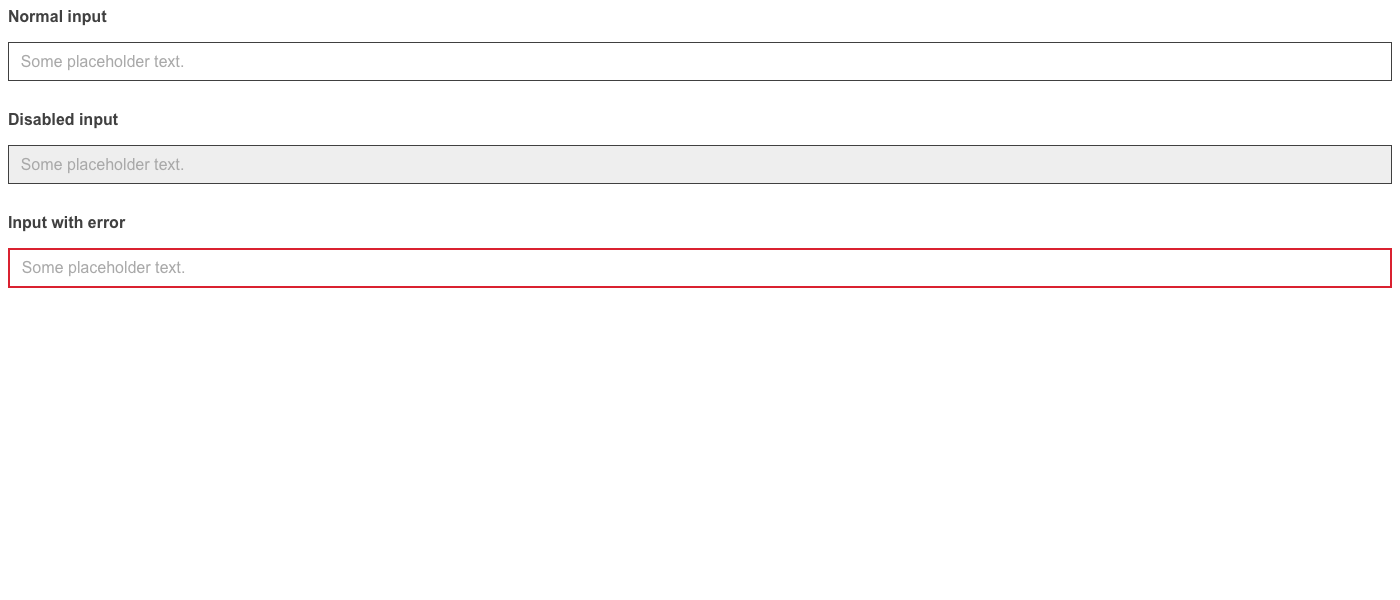 Normal input
Some placeholder text.
Disabled input
Some placeholder text.
Input with error
Some placeholder text.